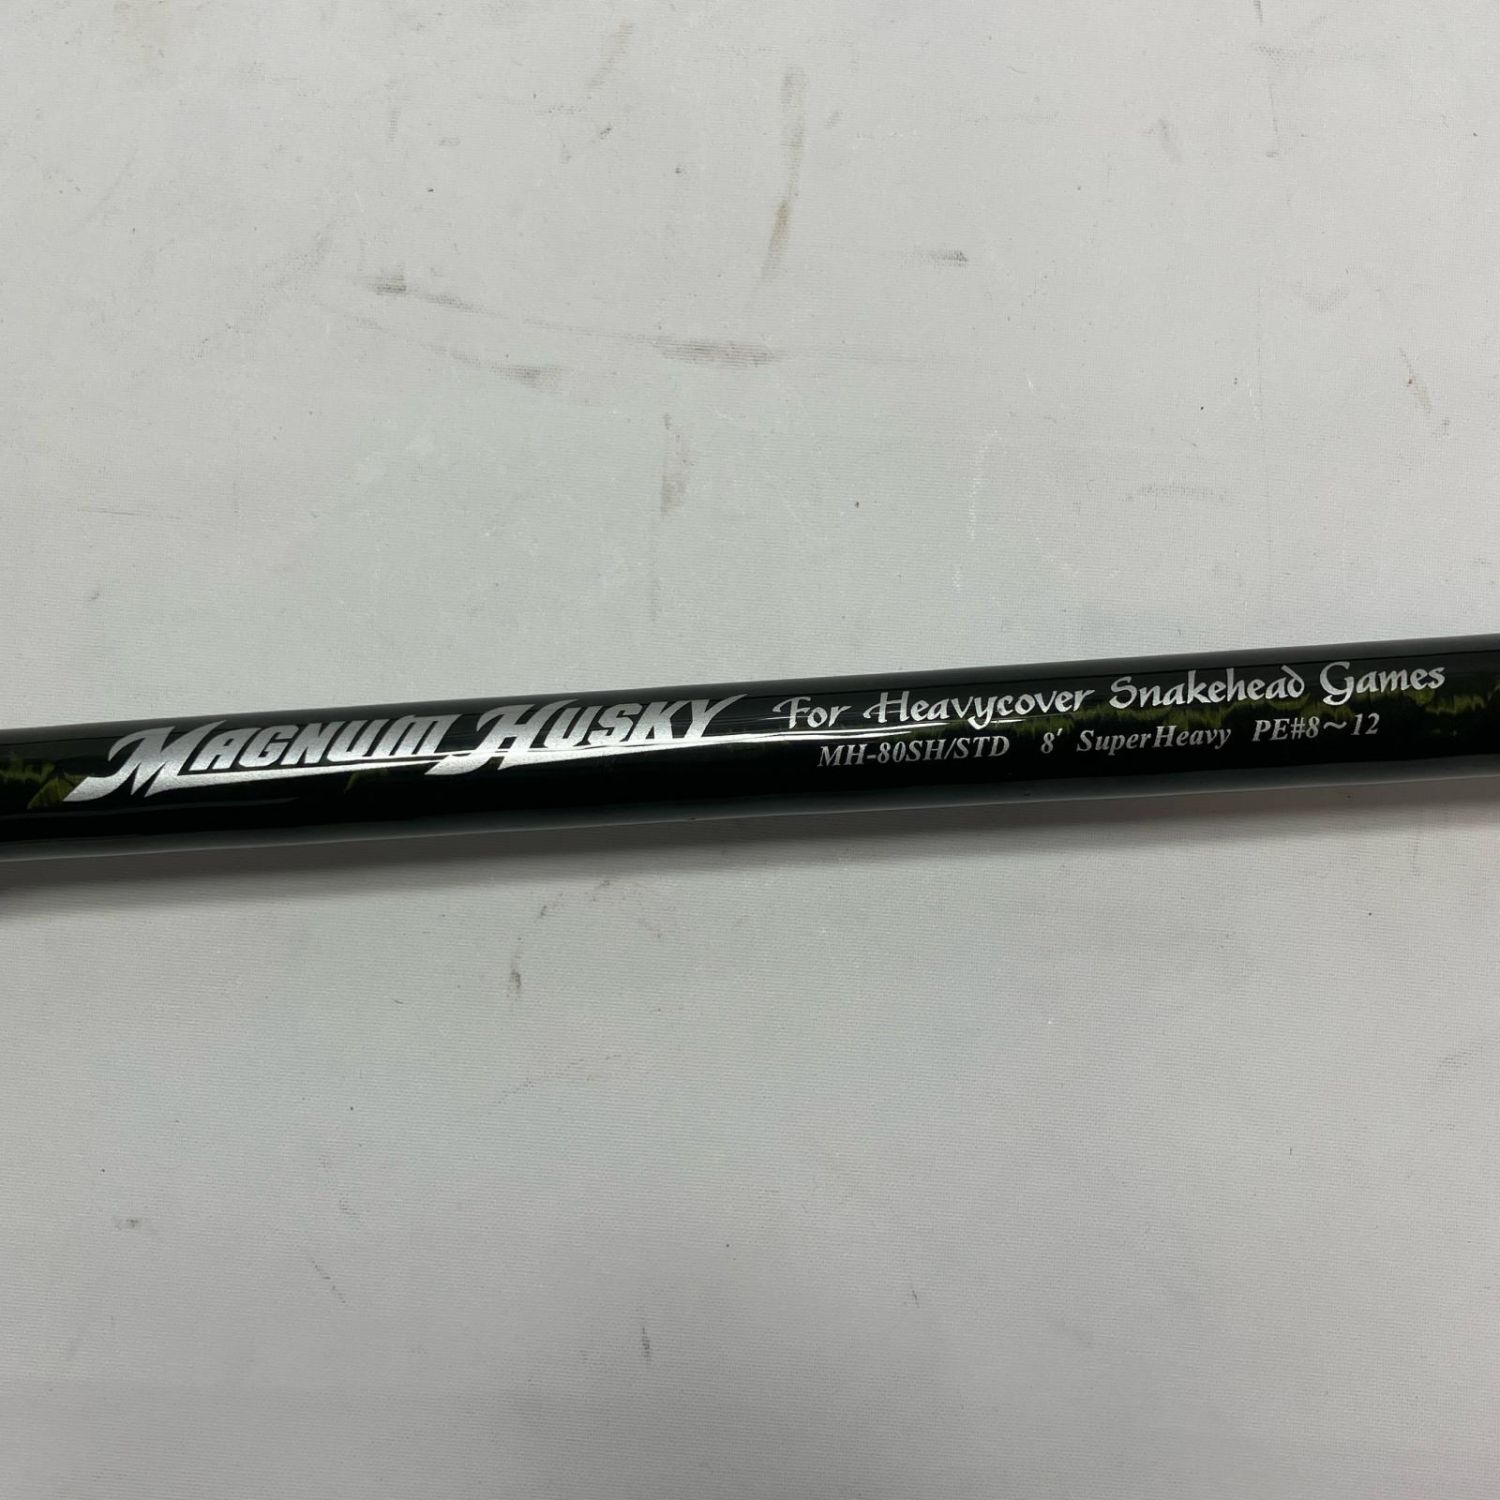 MAGNUM HUSKY For Heavycover Snakehead Games
MH-80SH/STD 8' SuperHeavy PE#8～12